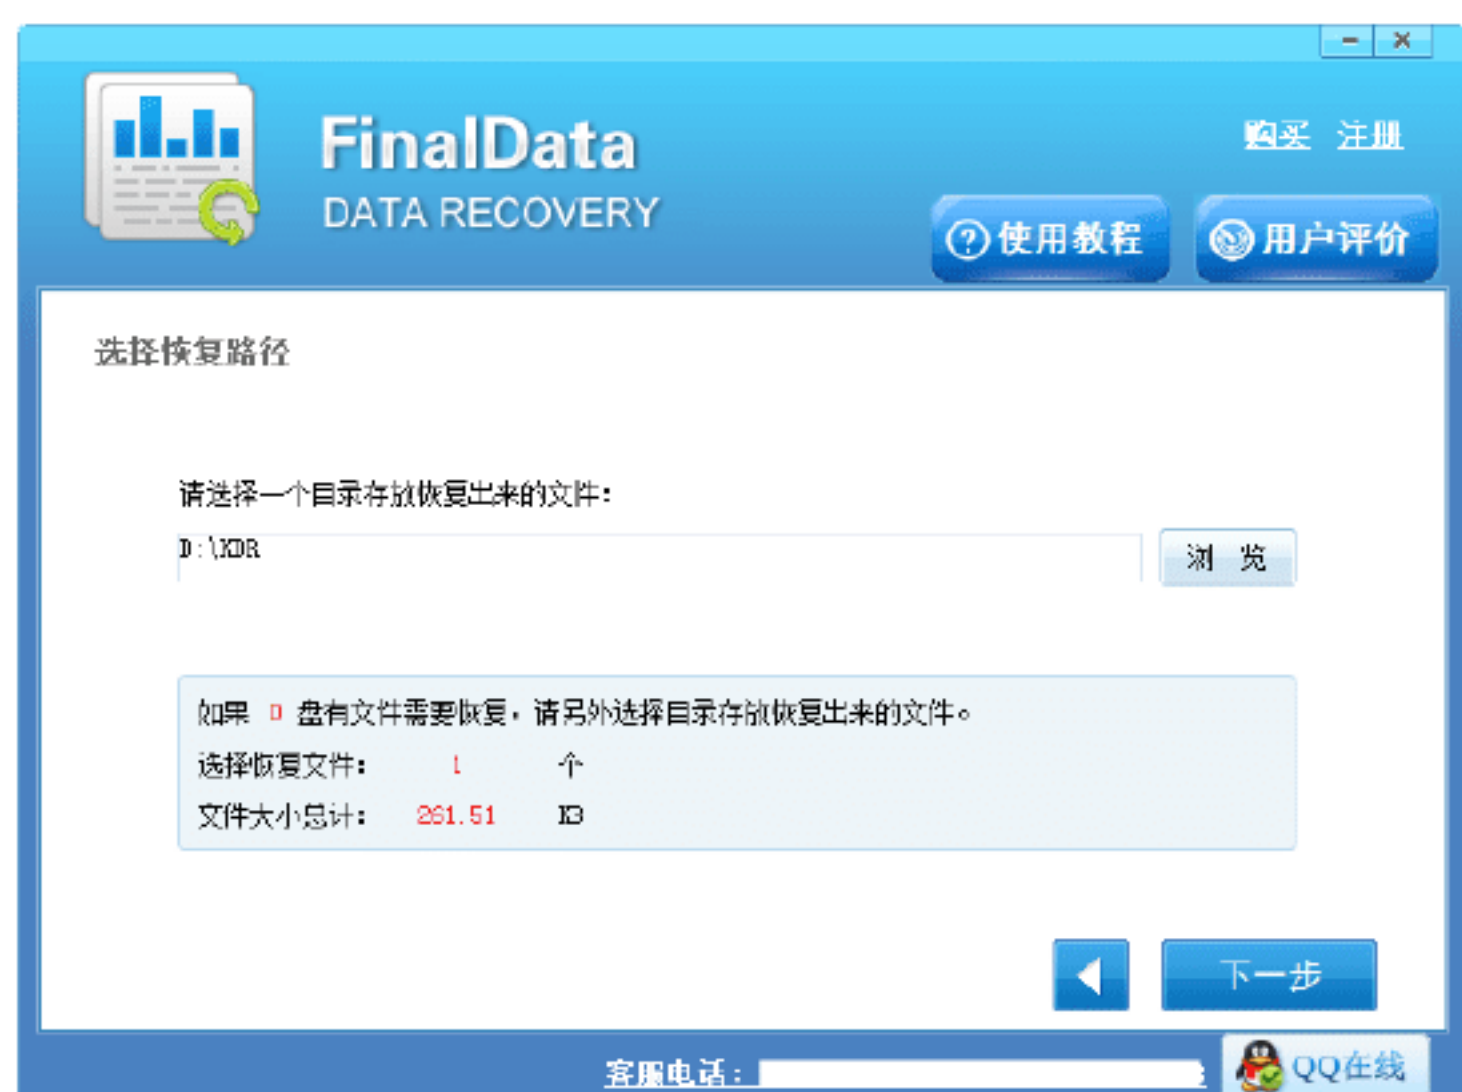 FinalData
DATA RECOVERY
购买 注册
使用教程 用户评价
选择恢复路径
请选择一个目录存放恢复出来的文件:
D:\KDR
浏 览
如果 D 盘有文件需要恢复,请另外选择目录存放恢复出来的文件。
选择恢复文件: 1 个
文件大小总计: 261.51 KB
下一步
客服电话:
QQ在线